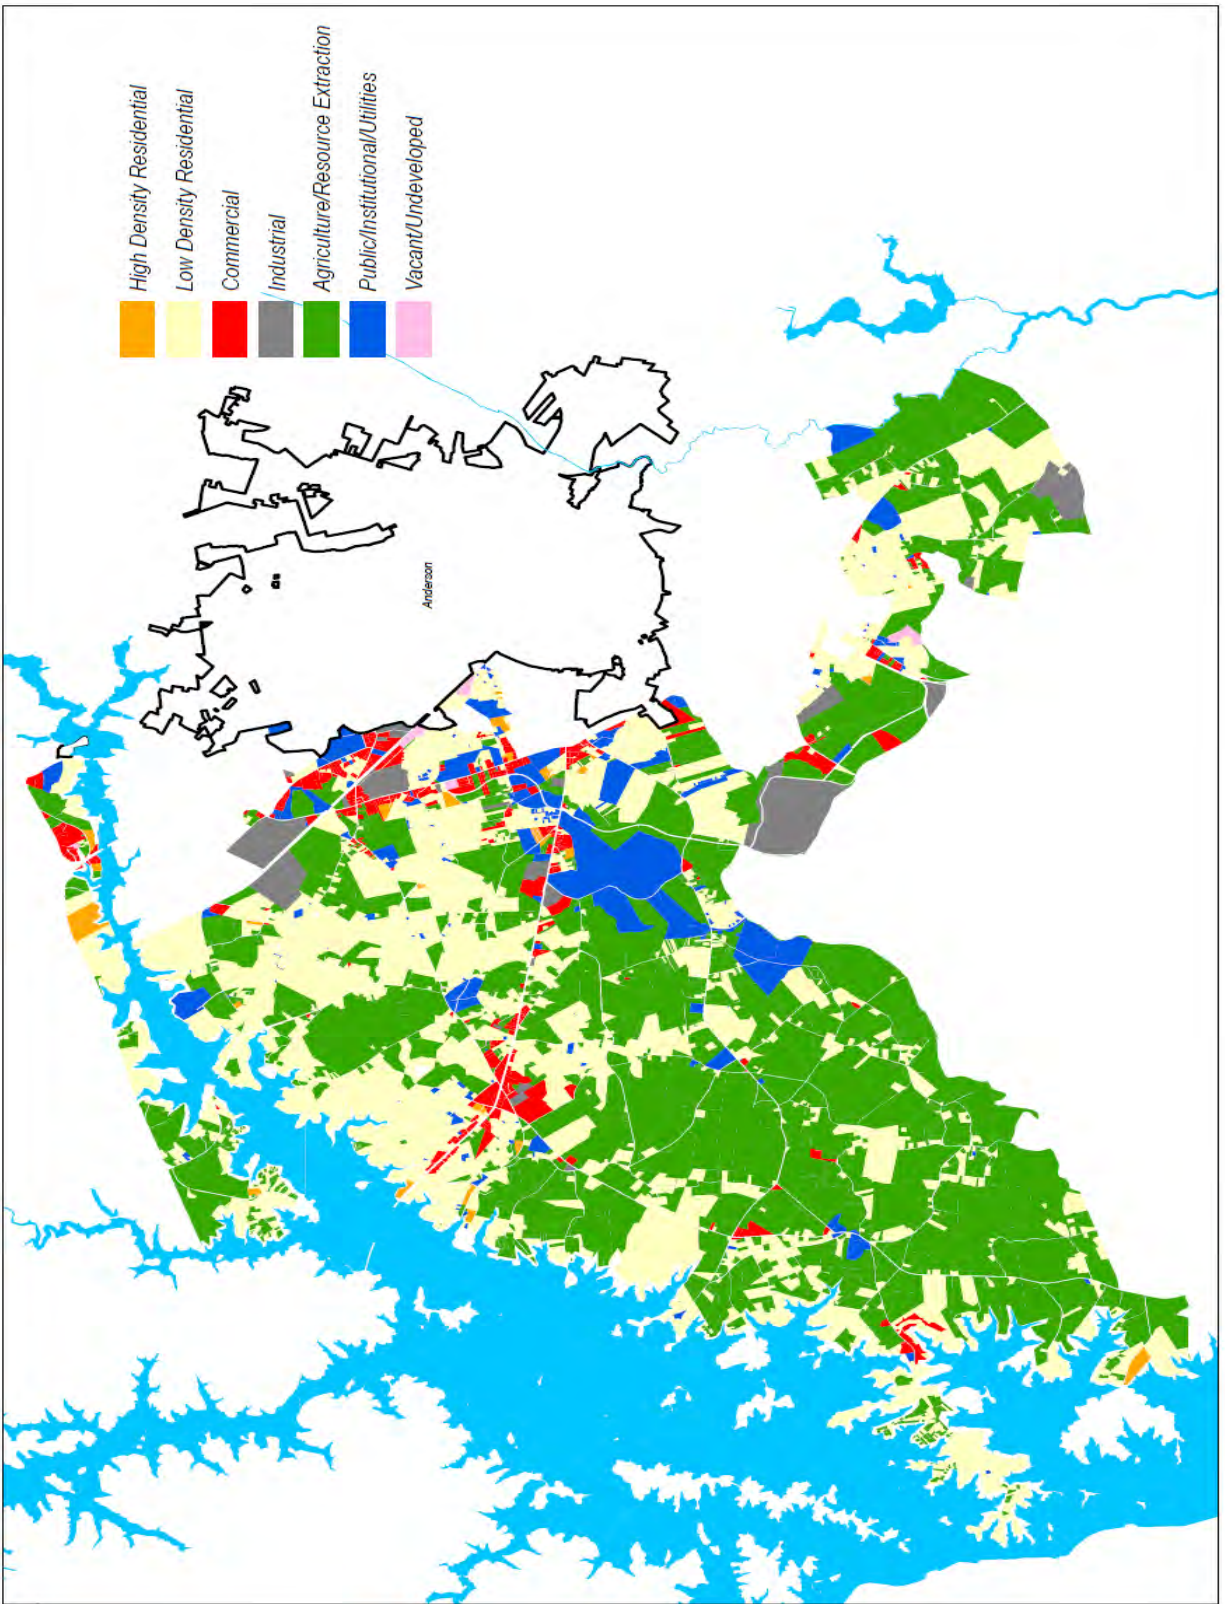 High Density Residential
Low Density Residential
Commercial
Industrial
Agriculture/Resource Extraction
Public/Institutional/Utilities
Vacant/Undeveloped
Anderson